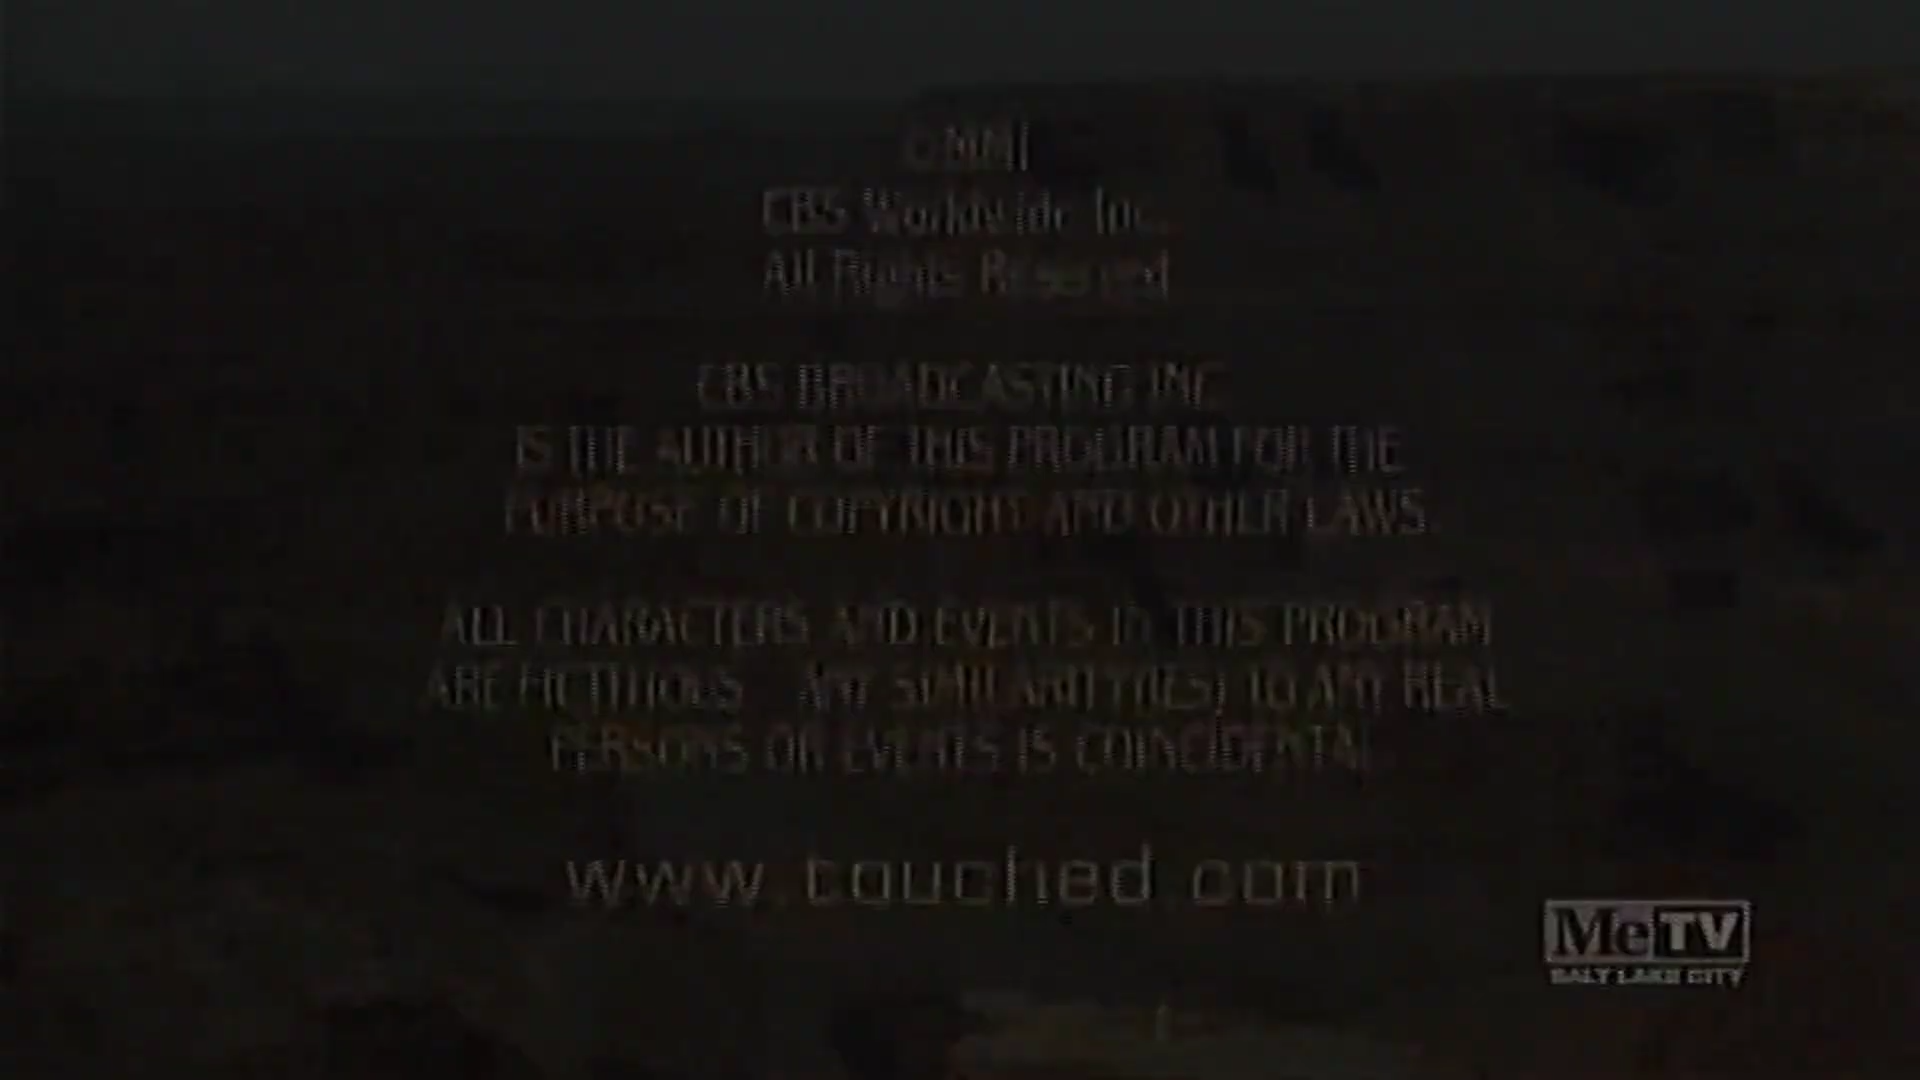 ©MMI
CBS Worldwide Inc.
All Rights Reserved
CBS BROADCASTING INC.
IS THE AUTHOR OF THIS PROGRAM FOR THE
PURPOSE OF COPYRIGHT AND OTHER LAWS.
ALL CHARACTERS AND EVENTS IN THIS PROGRAM
ARE FICTITIOUS. ANY SIMILARITY(IES) TO ANY REAL
PERSONS OR EVENTS IS COINCIDENTAL.
www.touched.com
MeTV
SALT LAKE CITY